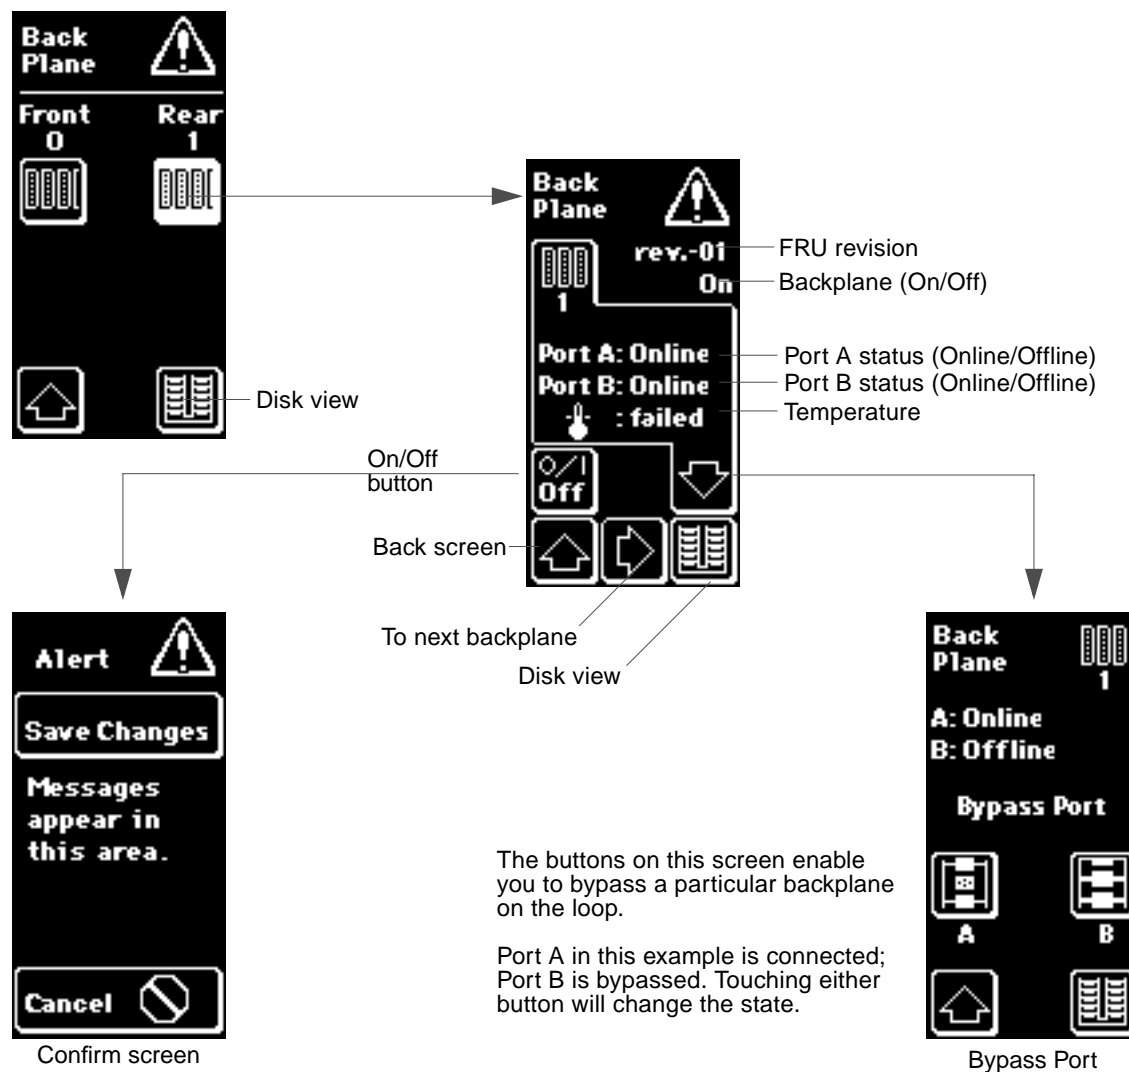 Back
Plane
Front
0
Rear
1
Disk view
Back
Plane
rev.-01
On
1
Port A: Online
Port B: Online
: failed
O/I
Off
FRU revision
Backplane (On/Off)
Port A status (Online/Offline)
Port B status (Online/Offline)
Temperature
On/Off
button
Back screen
To next backplane
Disk view
Alert
Save Changes
Messages
appear in
this area.
Cancel
Confirm screen
The buttons on this screen enable
you to bypass a particular backplane
on the loop.
Port A in this example is connected;
Port B is bypassed. Touching either
button will change the state.
Back
Plane
1
A: Online
B: Offline
Bypass Port
A
B
Bypass Port